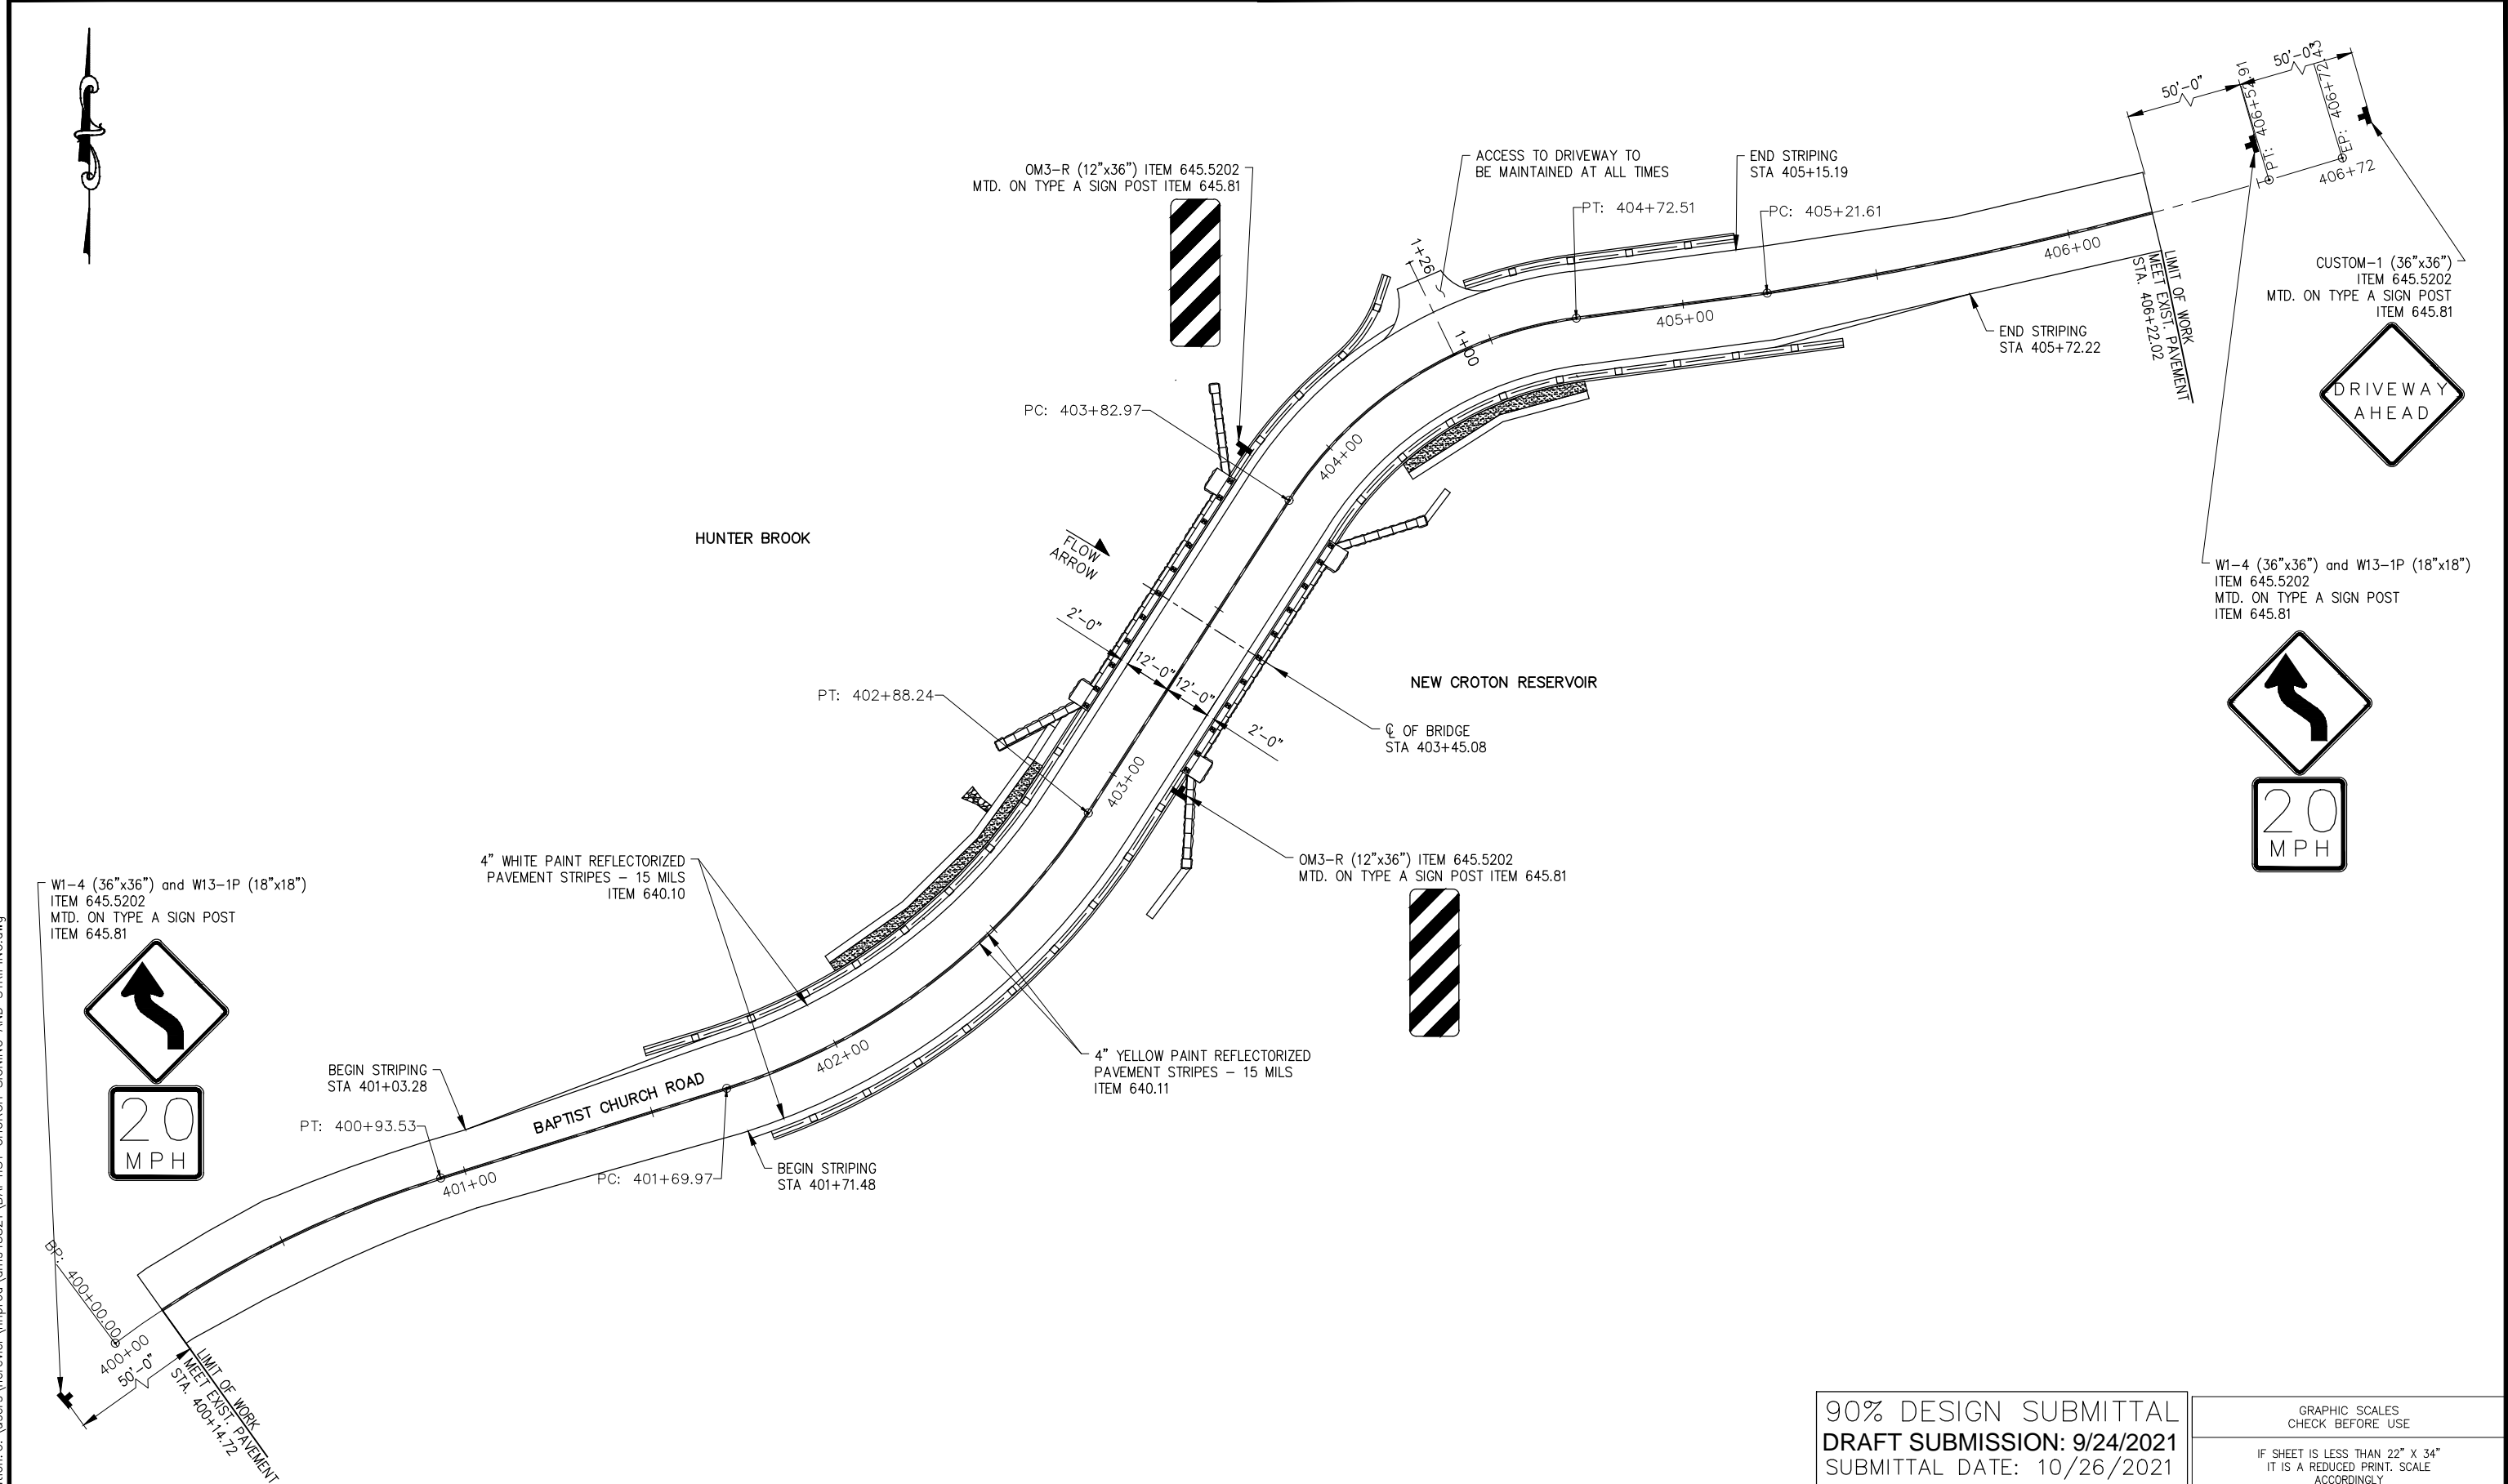 50'-0"
50'-0"
PT: 406+52.91
EP: 406+72.43
406+72
OM3-R (12"x36") ITEM 645.5202
MTD. ON TYPE A SIGN POST ITEM 645.81
ACCESS TO DRIVEWAY TO
BE MAINTAINED AT ALL TIMES
END STRIPING
STA 405+15.19
PT: 404+72.51
PC: 405+21.61
1+26
1+00
405+00
406+00
LIMIT OF WORK
MEET EXIST. PAVEMENT
STA. 406+22.02
END STRIPING
STA 405+72.22
CUSTOM-1 (36"x36")
ITEM 645.5202
MTD. ON TYPE A SIGN POST
ITEM 645.81
DRIVEWAY
AHEAD
PC: 403+82.97
404+00
HUNTER BROOK
FLOW
ARROW
2'-0"
12'-0"
12'-0"
2'-0"
NEW CROTON RESERVOIR
W1-4 (36"x36") and W13-1P (18"x18")
ITEM 645.5202
MTD. ON TYPE A SIGN POST
ITEM 645.81
20
MPH
PT: 402+88.24
℄ OF BRIDGE
STA 403+45.08
403+00
4" WHITE PAINT REFLECTORIZED
PAVEMENT STRIPES - 15 MILS
ITEM 640.10
OM3-R (12"x36") ITEM 645.5202
MTD. ON TYPE A SIGN POST ITEM 645.81
W1-4 (36"x36") and W13-1P (18"x18")
ITEM 645.5202
MTD. ON TYPE A SIGN POST
ITEM 645.81
20
MPH
4" YELLOW PAINT REFLECTORIZED
PAVEMENT STRIPES - 15 MILS
ITEM 640.11
402+00
BEGIN STRIPING
STA 401+03.28
BAPTIST CHURCH ROAD
PT: 400+93.53
401+00
PC: 401+69.97
BEGIN STRIPING
STA 401+71.48
BP: 400+00.00
400+00
50'-0"
LIMIT OF WORK
MEET EXIST. PAVEMENT
STA. 400+14.72
90% DESIGN SUBMITTAL
DRAFT SUBMISSION: 9/24/2021
SUBMITTAL DATE: 10/26/2021
GRAPHIC SCALES
CHECK BEFORE USE
IF SHEET IS LESS THAN 22" X 34"
IT IS A REDUCED PRINT. SCALE
ACCORDINGLY